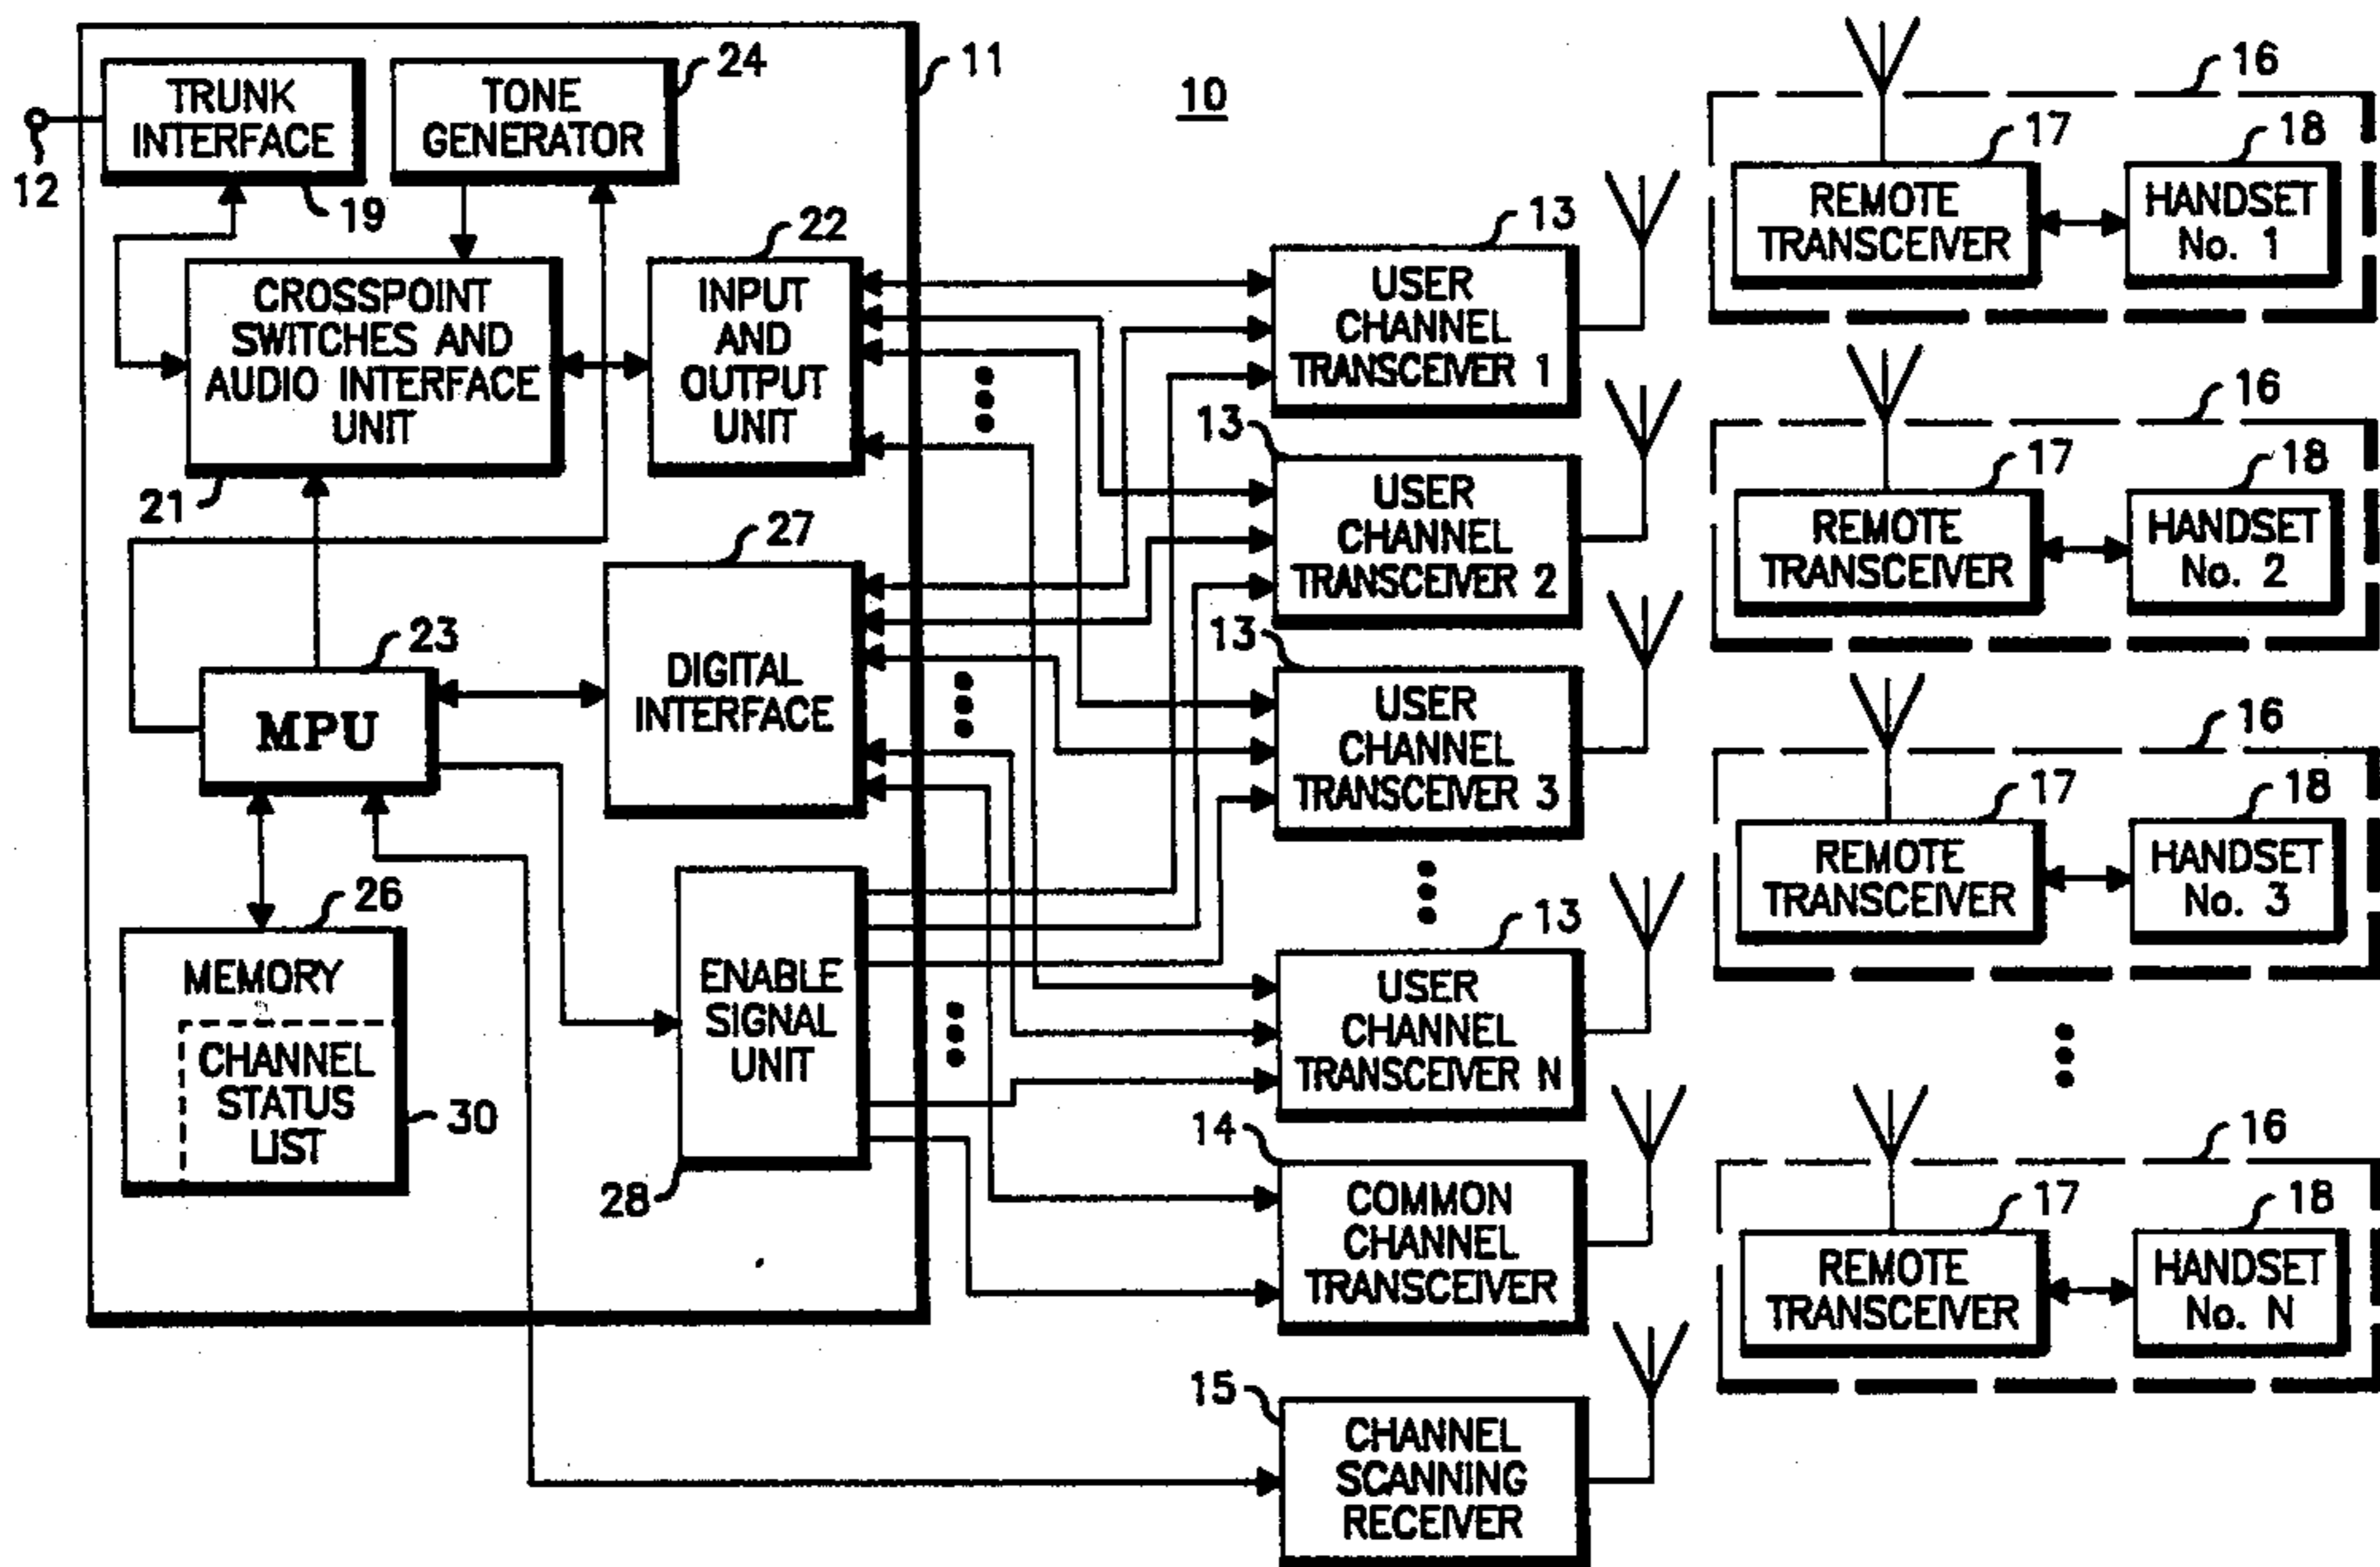 12
TRUNK
INTERFACE
19
TONE
GENERATOR
24
11
10
CROSSPOINT
SWITCHES AND
AUDIO INTERFACE
UNIT
21
22
INPUT
AND
OUTPUT
UNIT
23
MPU
27
DIGITAL
INTERFACE
26
MEMORY
CHANNEL
STATUS
LIST
30
ENABLE
SIGNAL
UNIT
28
13
USER
CHANNEL
TRANSCEIVER 1
13
USER
CHANNEL
TRANSCEIVER 2
13
USER
CHANNEL
TRANSCEIVER 3
13
USER
CHANNEL
TRANSCEIVER N
14
COMMON
CHANNEL
TRANSCEIVER
15
CHANNEL
SCANNING
RECEIVER
16
17
REMOTE
TRANSCEIVER
18
HANDSET
No. 1
16
17
REMOTE
TRANSCEIVER
18
HANDSET
No. 2
16
17
REMOTE
TRANSCEIVER
18
HANDSET
No. 3
16
17
REMOTE
TRANSCEIVER
18
HANDSET
No. N